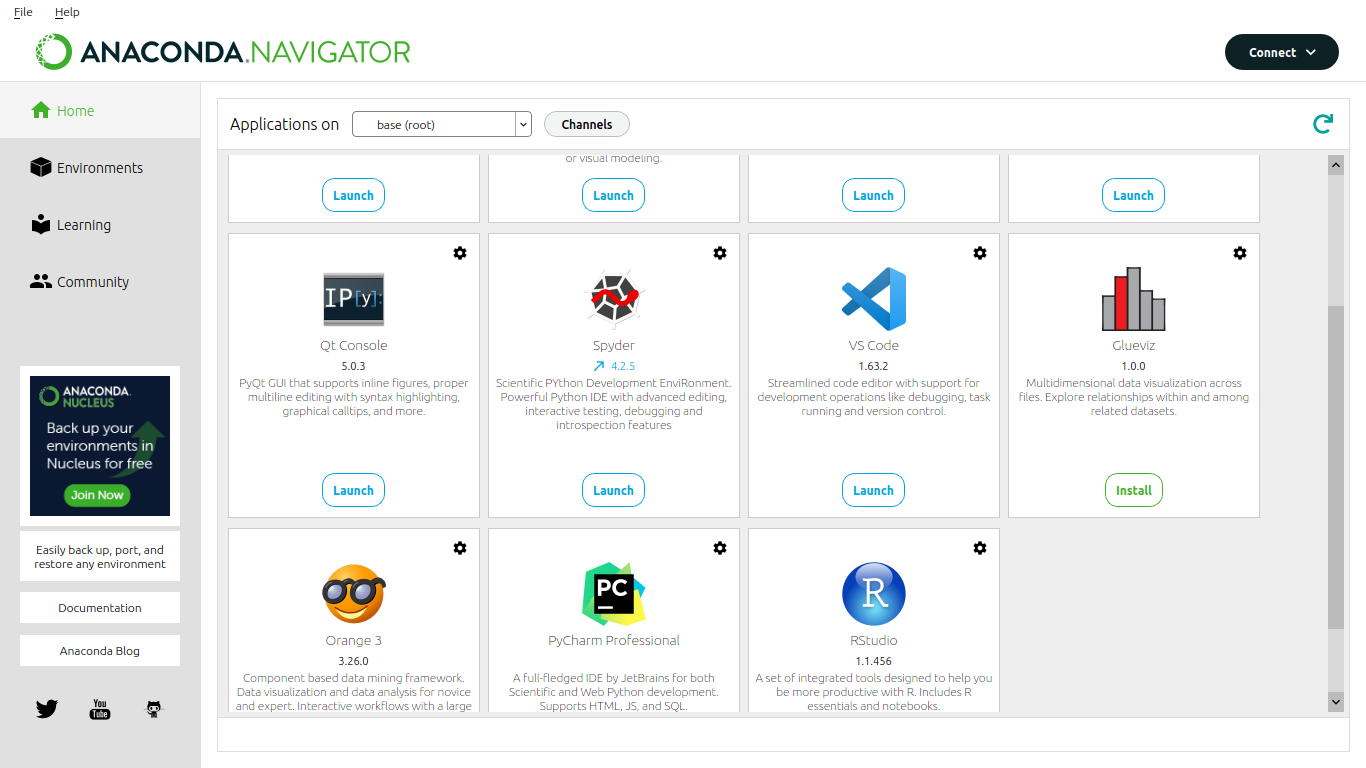 File Help
ANACONDA.NAVIGATOR
Connect
Home
Environments
Learning
Community
ANACONDA.
NUCLEUS
Back up your
environments in
Nucleus for free
Join Now
Easily back up, port, and
restore any environment
Documentation
Anaconda Blog
You
Tube
Applications on base (root) Channels
or visual modeling.
Launch Launch Launch Launch
IP[y]:
Qt Console
5.0.3
PyQt GUI that supports inline figures, proper
multiline editing with syntax highlighting,
graphical calltips, and more.
Launch
Spyder
4.2.5
Scientific PYthon Development EnviRonment.
Powerful Python IDE with advanced editing,
interactive testing, debugging and
introspection features
Launch
VS Code
1.63.2
Streamlined code editor with support for
development operations like debugging, task
running and version control.
Launch
Glueviz
1.0.0
Multidimensional data visualization across
files. Explore relationships within and among
related datasets.
Install
Orange 3
3.26.0
Component based data mining framework.
Data visualization and data analysis for novice
and expert. Interactive workflows with a large
PC
PyCharm Professional
A full-fledged IDE by JetBrains for both
Scientific and Web Python development.
Supports HTML, JS, and SQL.
R
RStudio
1.1.456
A set of integrated tools designed to help you
be more productive with R. Includes R
essentials and notebooks.